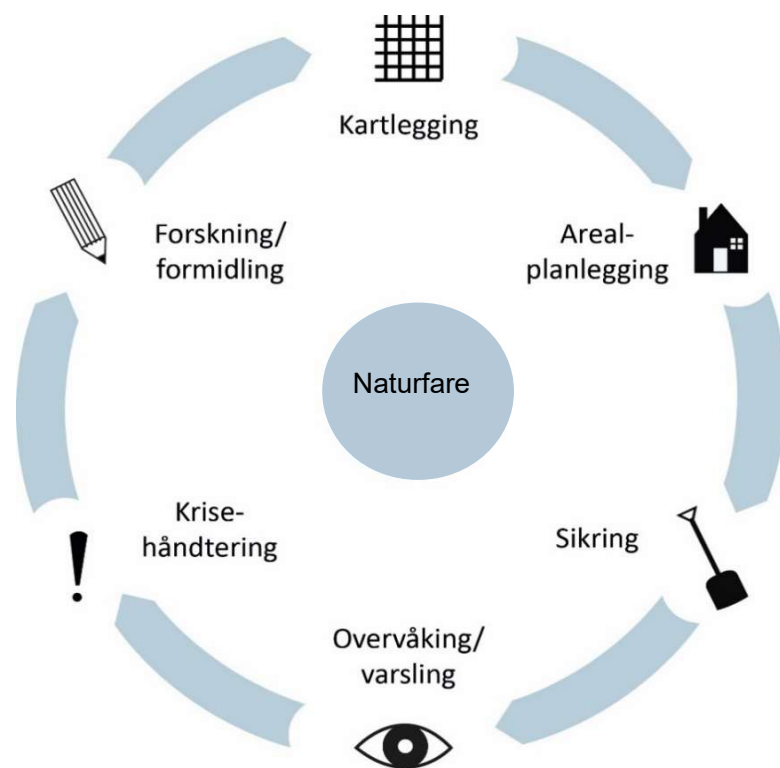 Kartlegging
Areal-
planlegging
Sikring
Overvåking/
varsling
Krise-
håndtering
Forskning/
formidling
Naturfare